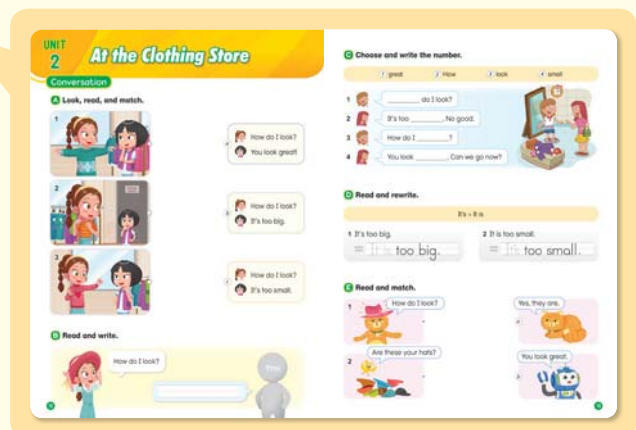 UNIT
2
At the Clothing Store
Conversation
A Look, read, and match.
1
How do I look?
You look great!
2
How do I look?
It's too big.
3
How do I look?
It's too small.
B Read and write.
How do I look?
You
C Choose and write the number.
1 great 2 How 3 look 4 small
1 ______ do I look?
2 It's too ______. No good.
3 How do I ______?
4 You look ______. Can we go now?
D Read and rewrite.
It's = It is
1 It's too big.
= It is too big.
2 It is too small.
= It's too small.
E Read and match.
1 How do I look?
Yes, they are.
2 Are these your hats?
You look great.